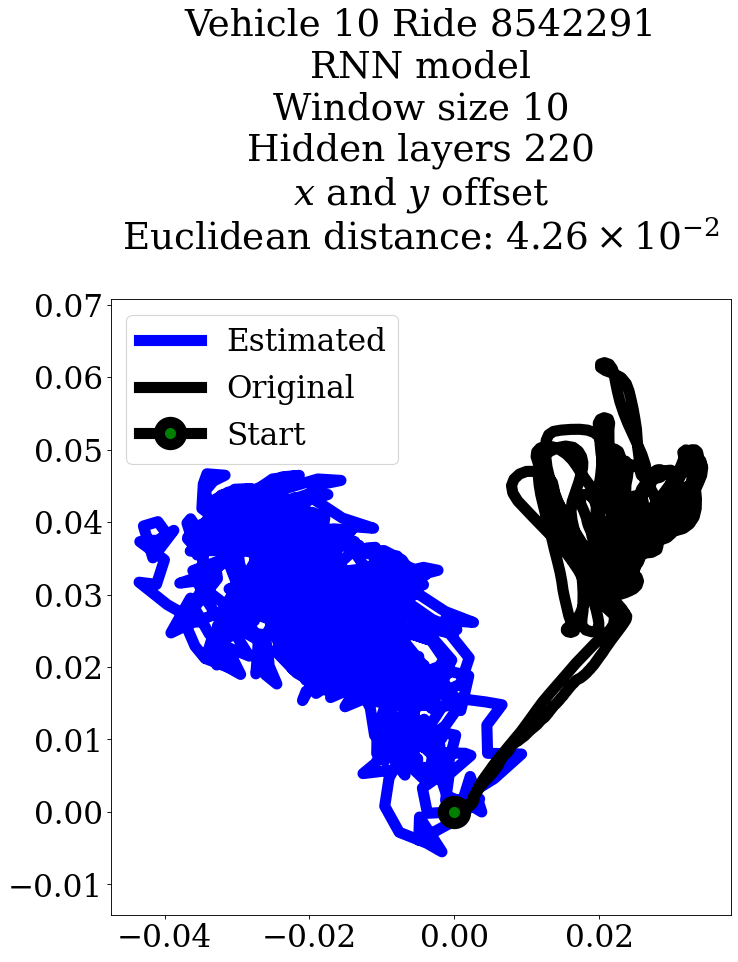 Vehicle 10 Ride 8542291
RNN model
Window size 10
Hidden layers 220
x and y offset
Euclidean distance: 4.26 × 10⁻²
0.07
0.06
0.05
0.04
0.03
0.02
0.01
0.00
−0.01
Estimated
Original
Start
−0.04
−0.02
0.00
0.02